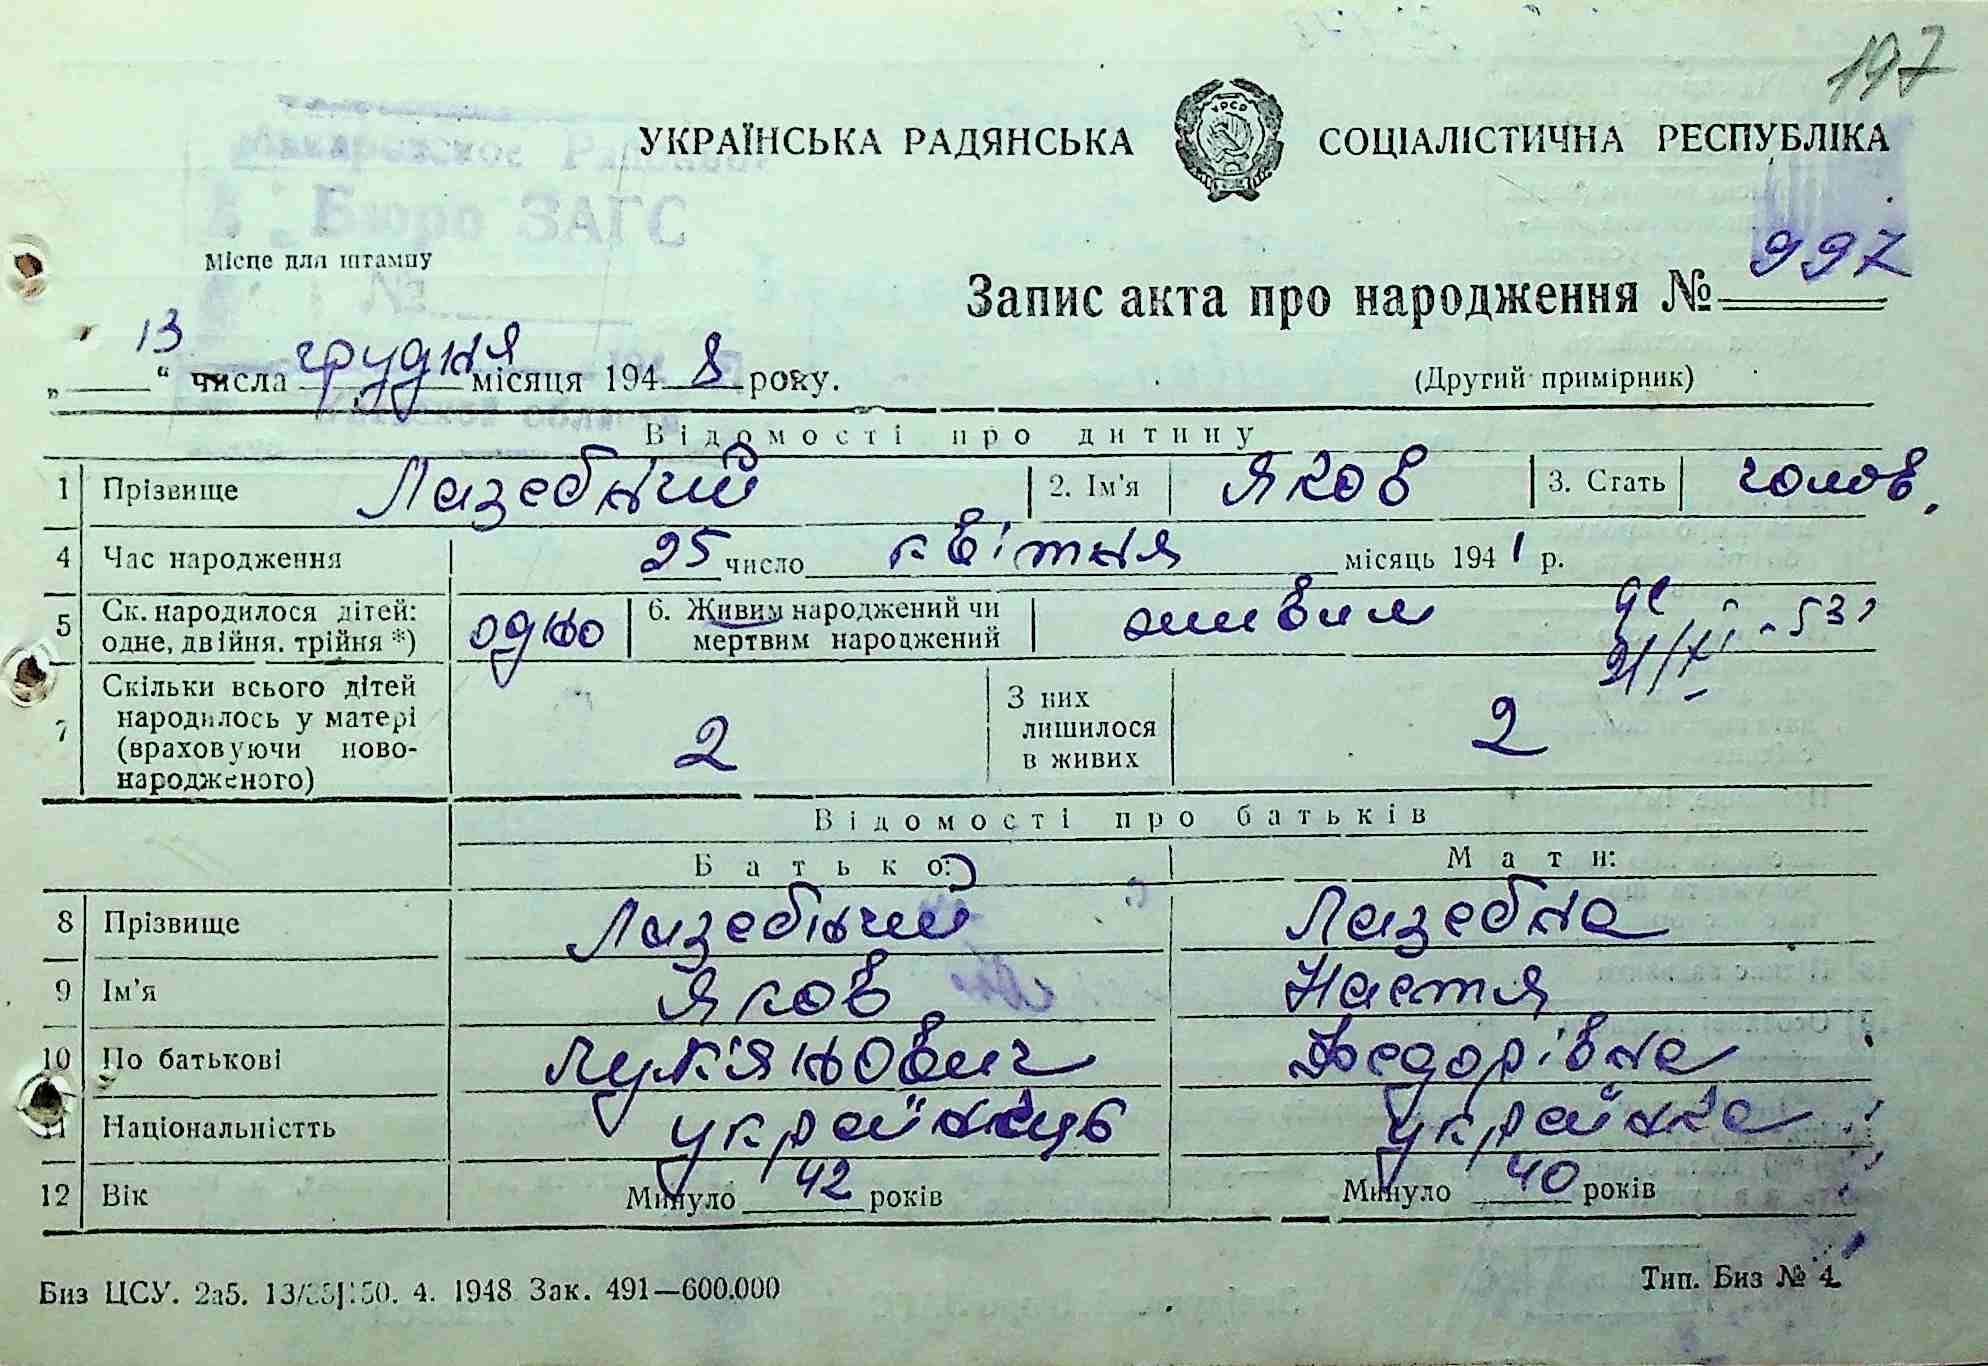 197
УКРАЇНСЬКА РАДЯНСЬКА СОЦІАЛІСТИЧНА РЕСПУБЛІКА
Бюро ЗАГС
№
Місце для штампу
Запис акта про народження № 997
„13“ числа грудня місяця 1948 року.
(Другий примірник)
Відомості про дитину
1 Прізвище Лазебний 2. Ім'я Яков 3. Стать чолов.
4 Час народження 25 число квітня місяць 1941 р.
5 Ск. народилося дітей: одне, двійня, трійня *) одно 6. Живим народжений чи мертвим народжений живим
7 Скільки всього дітей народилось у матері (враховуючи новонародженого) 2 З них лишилося в живих 2
Відомості про батьків
Батько: Мати:
8 Прізвище Лазебний Лазебна
9 Ім'я Яков Настя
10 По батькові Лук'янович Федорівна
11 Національністть українець українка
12 Вік Минуло 42 років Минуло 40 років
Биз ЦСУ. 2а5. 4. 1948 Зак. 491—600.000
Тип. Биз № 4